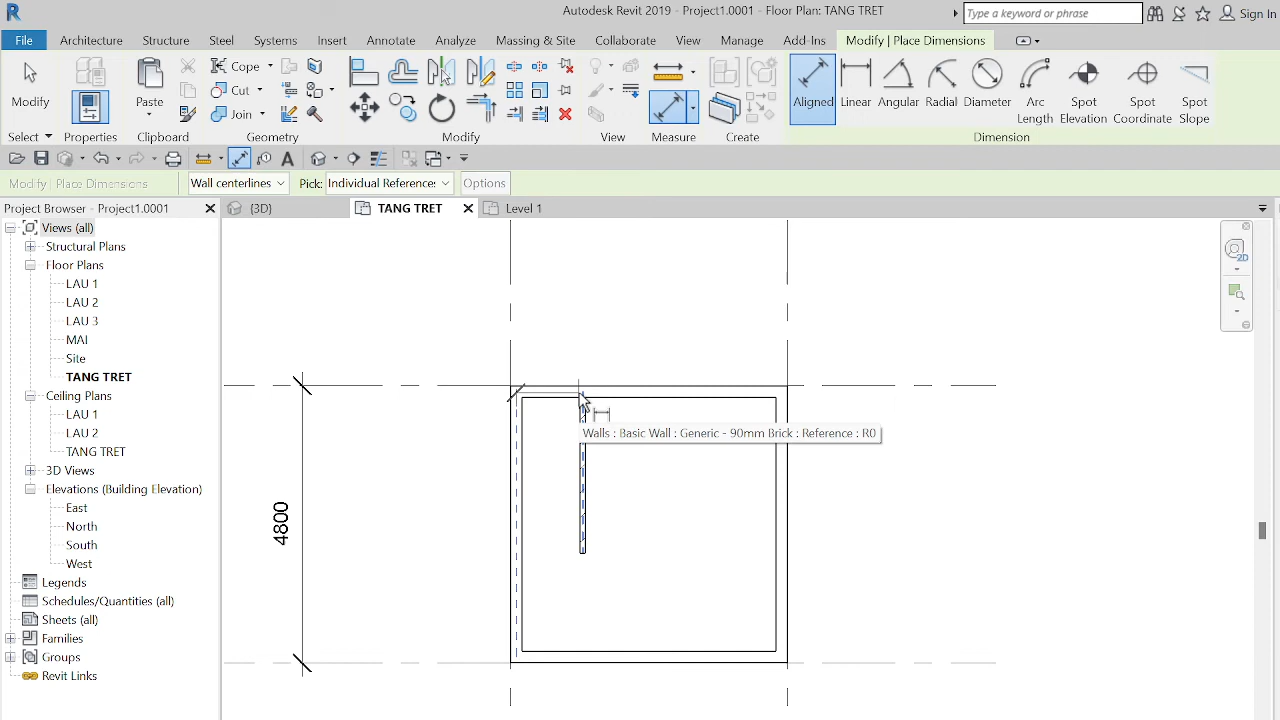 R
Autodesk Revit 2019 - Project1.0001 - Floor Plan: TANG TRET
Type a keyword or phrase
Sign In
File Architecture Structure Steel Systems Insert Annotate Analyze Massing & Site Collaborate View Manage Add-Ins Modify | Place Dimensions
Modify
Select
Properties
Paste
Clipboard
Cope
Cut
Join
Geometry
Modify
View
Measure
Create
Aligned
Linear
Angular
Radial
Diameter
Arc
Length
Spot
Elevation
Spot
Coordinate
Spot
Slope
Dimension
A
Modify | Place Dimensions
Wall centerlines
Pick:
Individual Reference:
Options
Project Browser - Project1.0001
{3D}
TANG TRET
Level 1
Views (all)
Structural Plans
Floor Plans
LAU 1
LAU 2
LAU 3
MAI
Site
TANG TRET
Ceiling Plans
LAU 1
LAU 2
TANG TRET
3D Views
Elevations (Building Elevation)
East
North
South
West
Legends
Schedules/Quantities (all)
Sheets (all)
Families
Groups
Revit Links
4800
Walls : Basic Wall : Generic - 90mm Brick : Reference : R0
2D